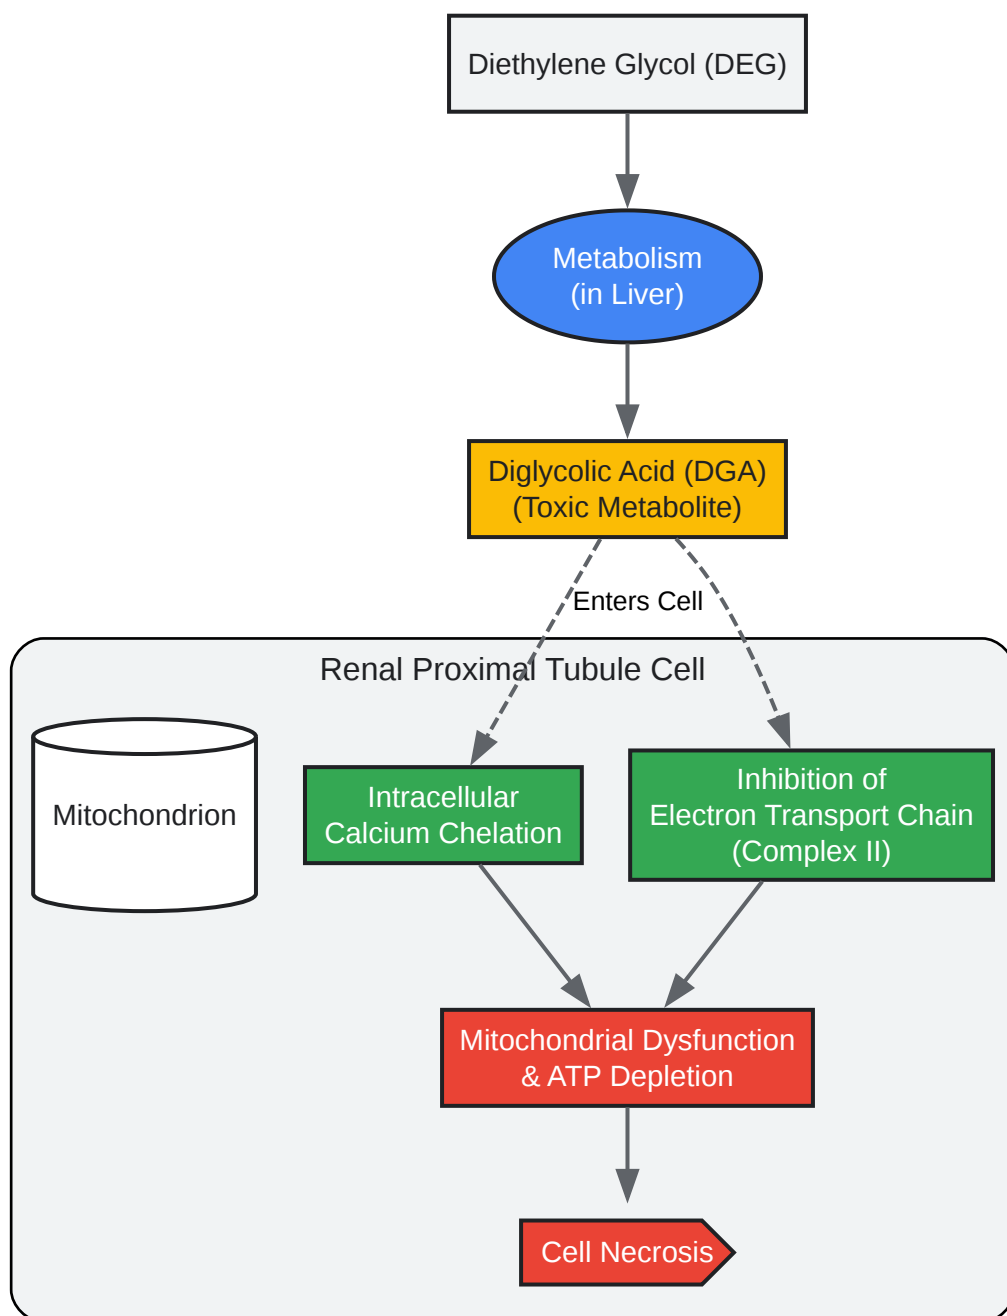 Diethylene Glycol (DEG)
Metabolism
(in Liver)
Diglycolic Acid (DGA)
(Toxic Metabolite)
Enters Cell
Renal Proximal Tubule Cell
Mitochondrion
Intracellular
Calcium Chelation
Inhibition of
Electron Transport Chain
(Complex II)
Mitochondrial Dysfunction
& ATP Depletion
Cell Necrosis